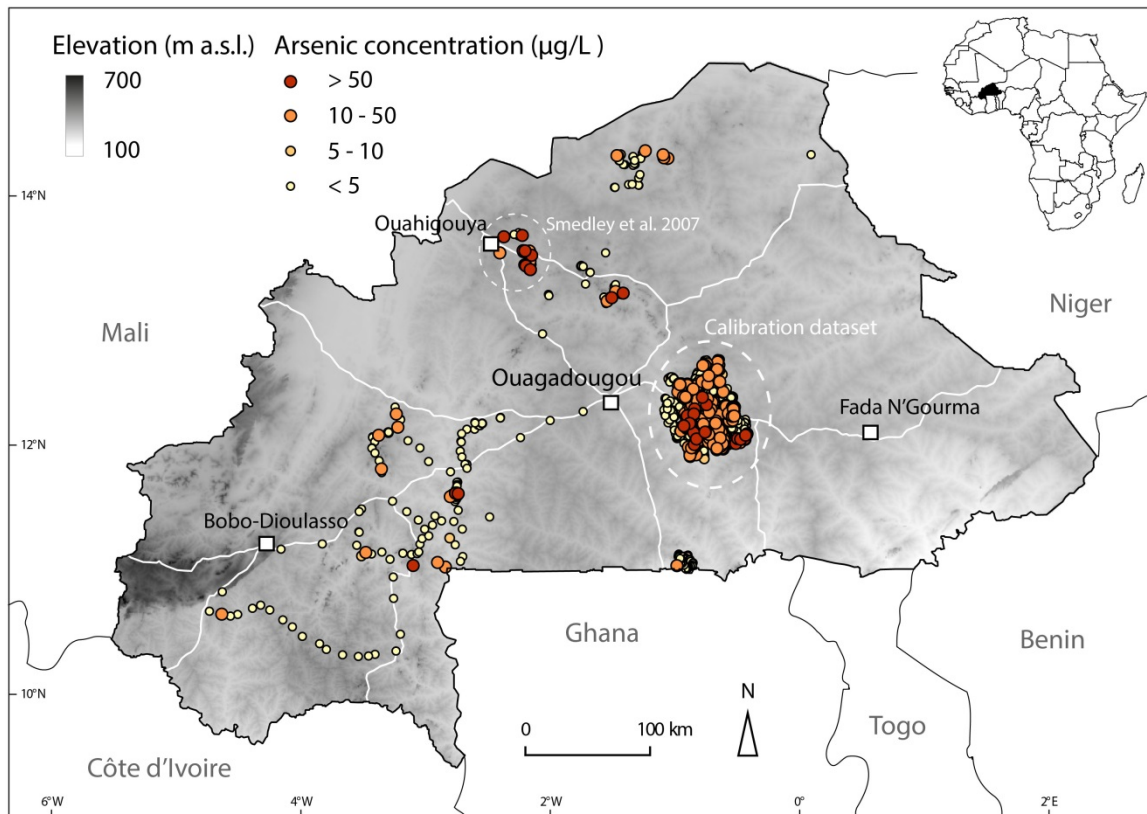 Elevation (m a.s.l.)
700
100
Arsenic concentration (µg/L )
> 50
10 - 50
5 - 10
< 5
14°N
Ouahigouya
Smedley et al. 2007
Mali
Niger
Calibration dataset
Ouagadougou
Fada N'Gourma
12°N
Bobo-Dioulasso
Ghana
Benin
10°N
N
0
100 km
Togo
Côte d'Ivoire
6°W
4°W
2°W
0°
2°E